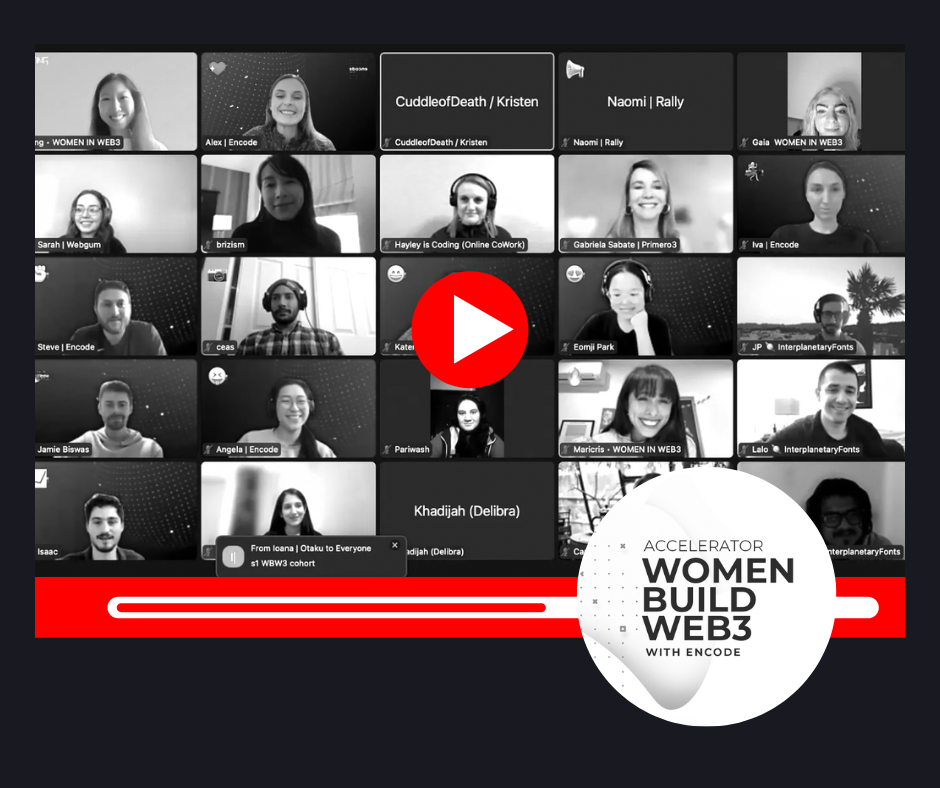 CuddleofDeath / Kristen
Naomi | Rally
ng • WOMEN IN WEB3
Alex | Encode
CuddleofDeath / Kristen
Naomi | Rally
Gaia WOMEN IN WEB3
Sarah | Webgum
brizism
Hayley is Coding (Online CoWork)
Gabriela Sabate | Primero3
Iva | Encode
Steve | Encode
ceas
Kate
Eomji Park
JP InterplanetaryFonts
Jamie Biswas
Angela | Encode
Pariwash
Maricris • WOMEN IN WEB3
Lalo InterplanetaryFonts
Khadijah (Delibra)
Isaac
From Ioana | Otaku to Everyone
s1 WBW3 cohort
adijah (Delibra)
Ca
nterplanetaryFonts
ACCELERATOR
WOMEN
BUILD
WEB3
WITH ENCODE